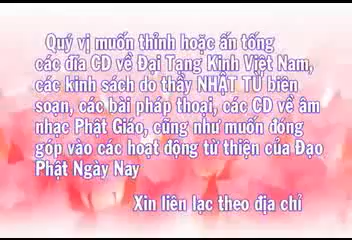 Quý vị muốn thỉnh hoặc ấn tống
các đĩa CD về Đại Tạng Kinh Việt Nam,
các kinh sách do thầy NHẬT TỪ biên
soạn, các bài pháp thoại, các CD về âm
nhạc Phật Giáo, cũng như muốn đóng
góp vào các hoạt động từ thiện của Đạo
Phật Ngày Nay
Xin liên lạc theo địa chỉ